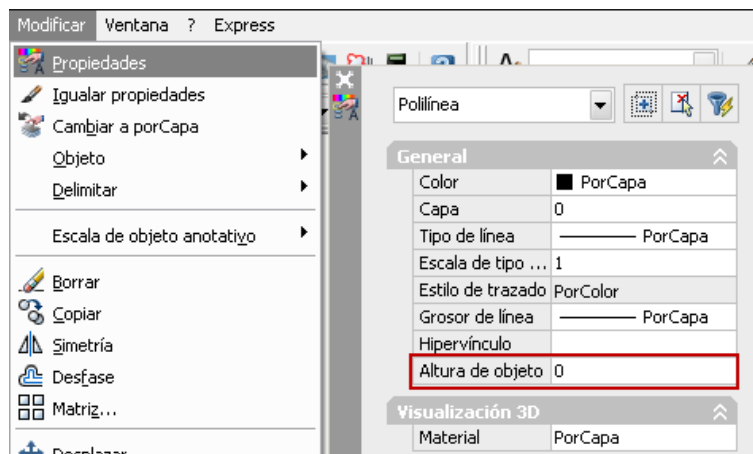 Modificar Ventana ? Express
Propiedades
Igualar propiedades
Cambiar a porCapa
Objeto
Delimitar
Escala de objeto anotativo
Borrar
Copiar
Simetría
Desfase
Matriz...
Desplazar
Polilínea
General
Color PorCapa
Capa 0
Tipo de línea PorCapa
Escala de tipo ... 1
Estilo de trazado PorColor
Grosor de línea PorCapa
Hipervínculo
Altura de objeto 0
Visualización 3D
Material PorCapa